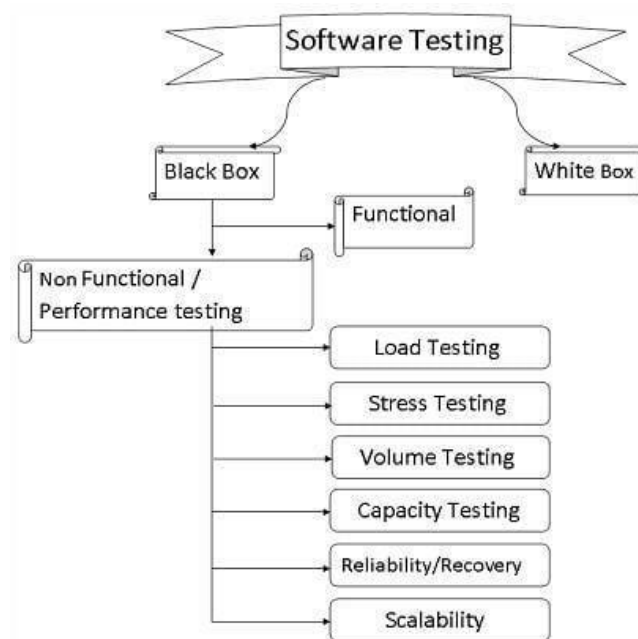 Software Testing
Black Box
White Box
Functional
Non Functional /
Performance testing
Load Testing
Stress Testing
Volume Testing
Capacity Testing
Reliability/Recovery
Scalability